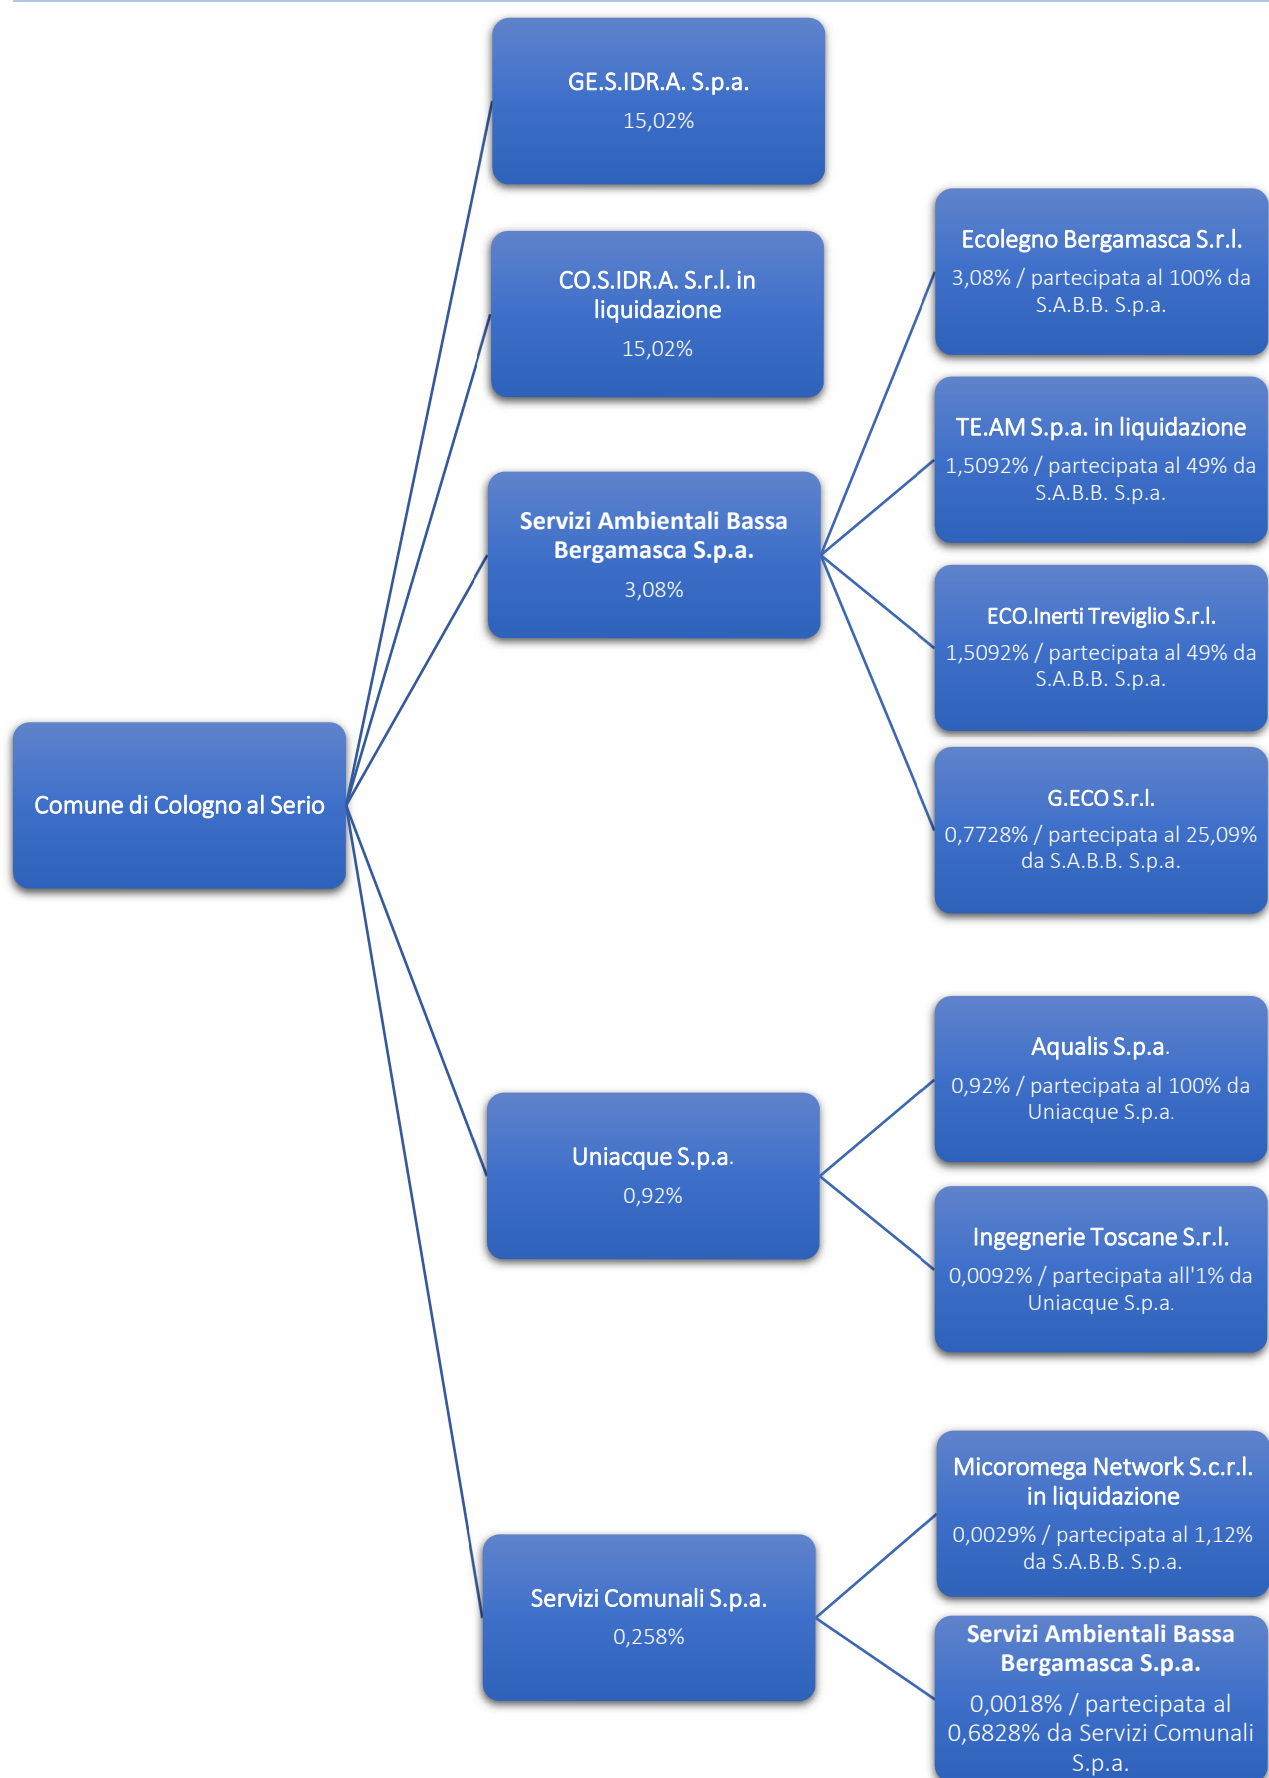 GE.S.IDR.A. S.p.a.
15,02%
CO.S.IDR.A. S.r.l. in
liquidazione
15,02%
Servizi Ambientali Bassa
Bergamasca S.p.a.
3,08%
Ecolegno Bergamasca S.r.l.
3,08% / partecipata al 100% da
S.A.B.B. S.p.a.
TE.AM S.p.a. in liquidazione
1,5092% / partecipata al 49% da
S.A.B.B. S.p.a.
ECO.Inerti Treviglio S.r.l.
1,5092% / partecipata al 49% da
S.A.B.B. S.p.a.
G.ECO S.r.l.
0,7728% / partecipata al 25,09%
da S.A.B.B. S.p.a.
Comune di Cologno al Serio
Uniacque S.p.a.
0,92%
Aqualis S.p.a.
0,92% / partecipata al 100% da
Uniacque S.p.a.
Ingegnerie Toscane S.r.l.
0,0092% / partecipata all'1% da
Uniacque S.p.a.
Servizi Comunali S.p.a.
0,258%
Micoromega Network S.c.r.l.
in liquidazione
0,0029% / partecipata al 1,12%
da S.A.B.B. S.p.a.
Servizi Ambientali Bassa
Bergamasca S.p.a.
0,0018% / partecipata al
0,6828% da Servizi Comunali
S.p.a.